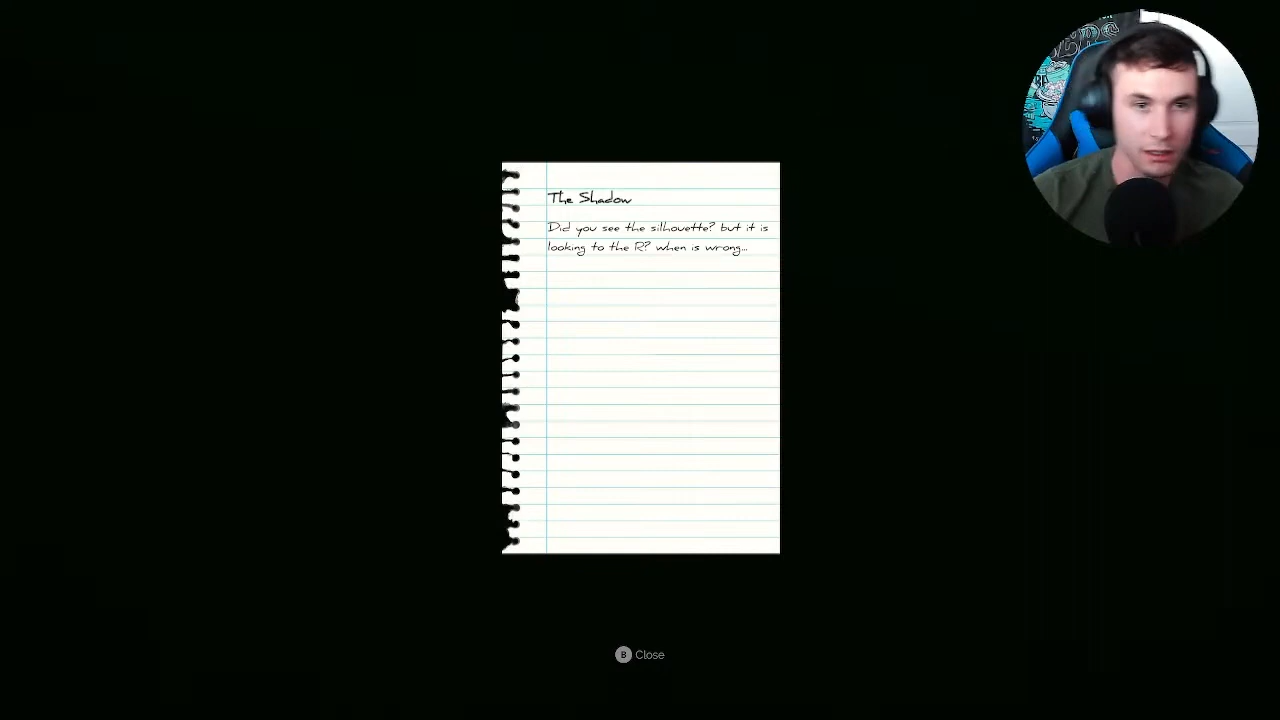 The Shadow
Did you see the silhouette? but it is
looking to the R? when is wrong...
B Close